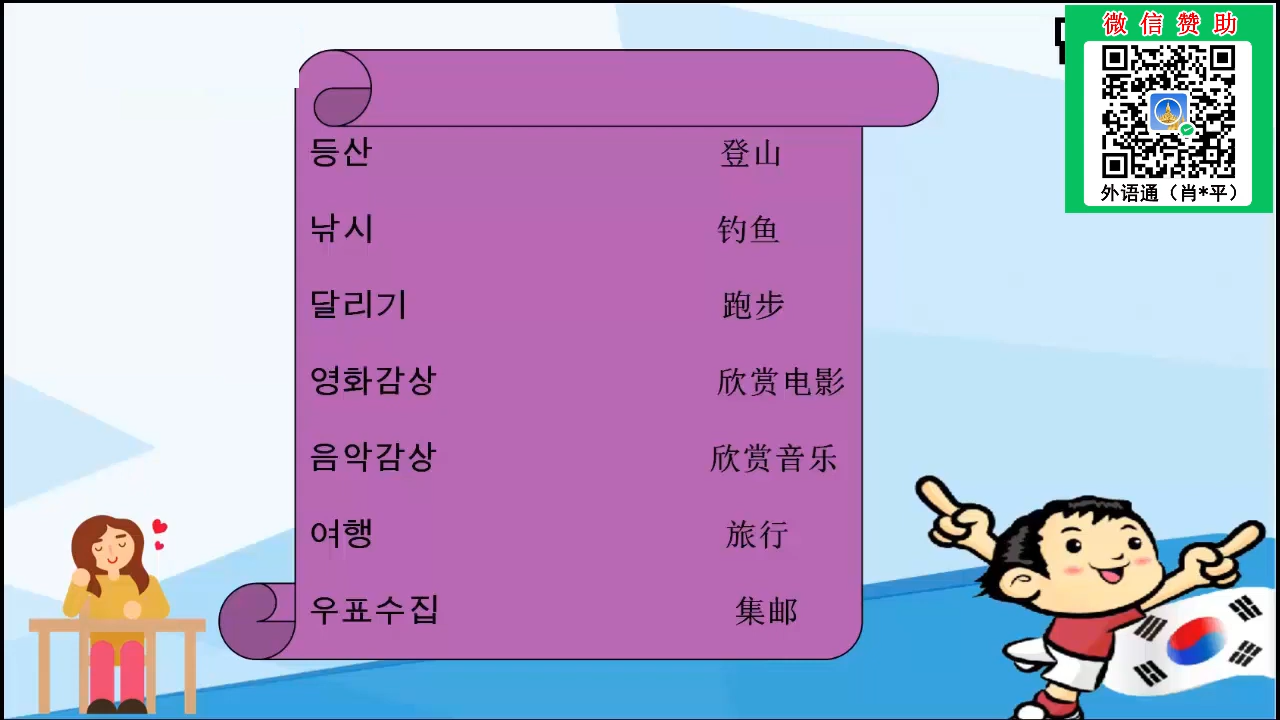 微信赞助
外语通（肖*平）
등산 登山
낚시 钓鱼
달리기 跑步
영화감상 欣赏电影
음악감상 欣赏音乐
여행 旅行
우표수집 集邮